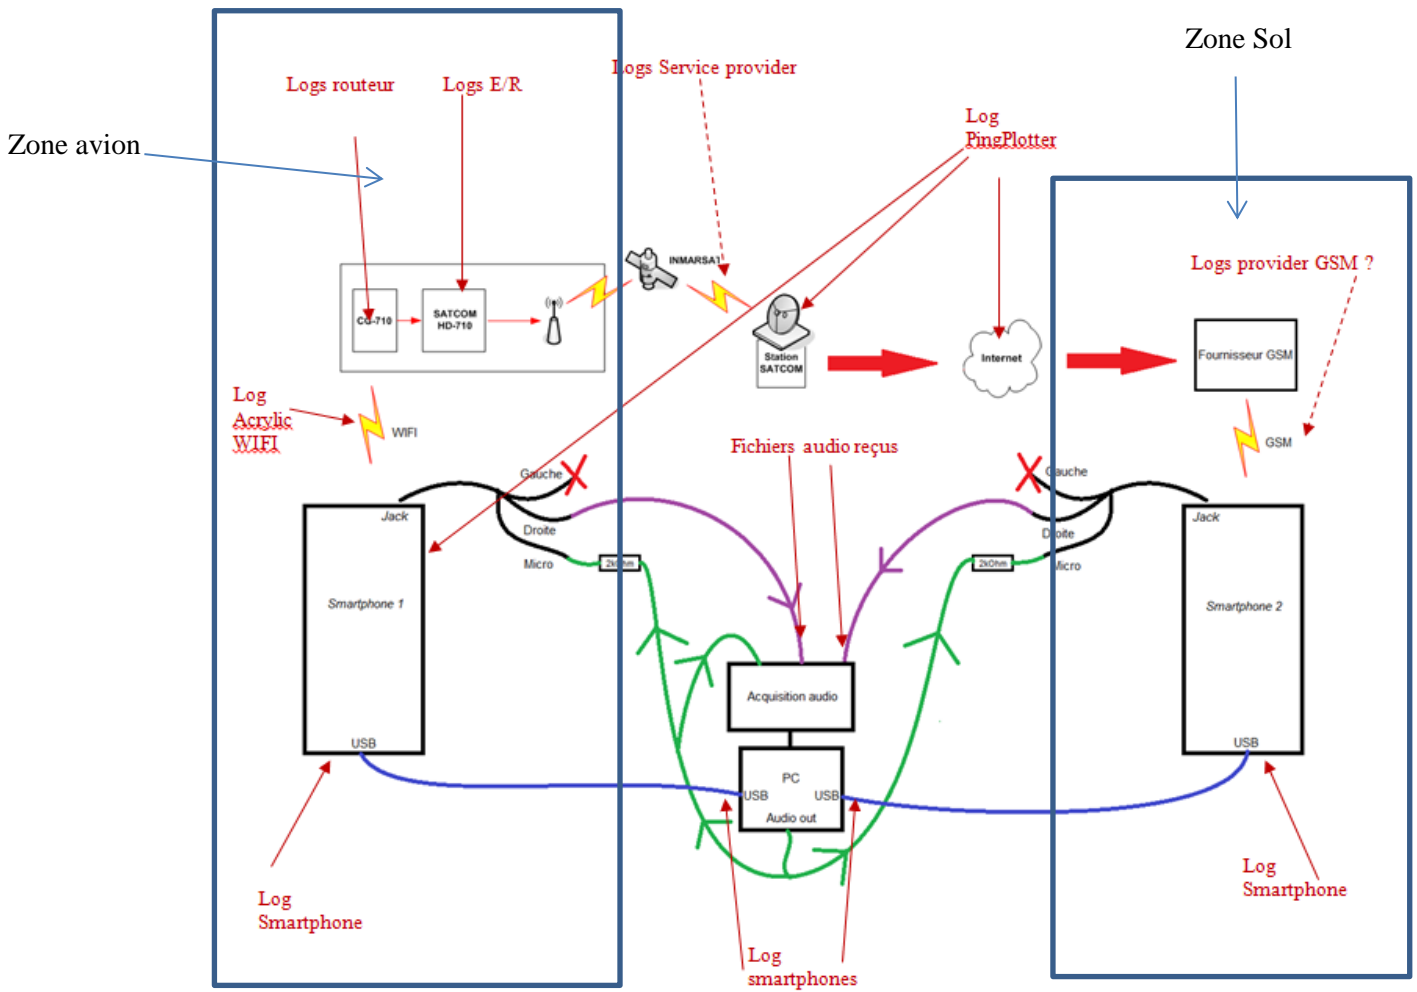 Zone Sol
Logs Service provider
Logs routeur
Logs E/R
Log
PingPlotter
Zone avion
INMARSAT
Logs provider GSM ?
CG-710
SATCOM
HD-710
Station
SATCOM
Internet
Fournisseur GSM
Log
Acrylic
WIFI
WIFI
GSM
Fichiers audio reçus
Gauche
Gauche
Jack
Jack
Droite
Droite
Micro
2kOhm
2kOhm
Micro
Smartphone 1
Smartphone 2
Acquisition audio
USB
USB
PC
USB
USB
Audio out
Log
Smartphone
Log
Smartphone
Log
smartphones